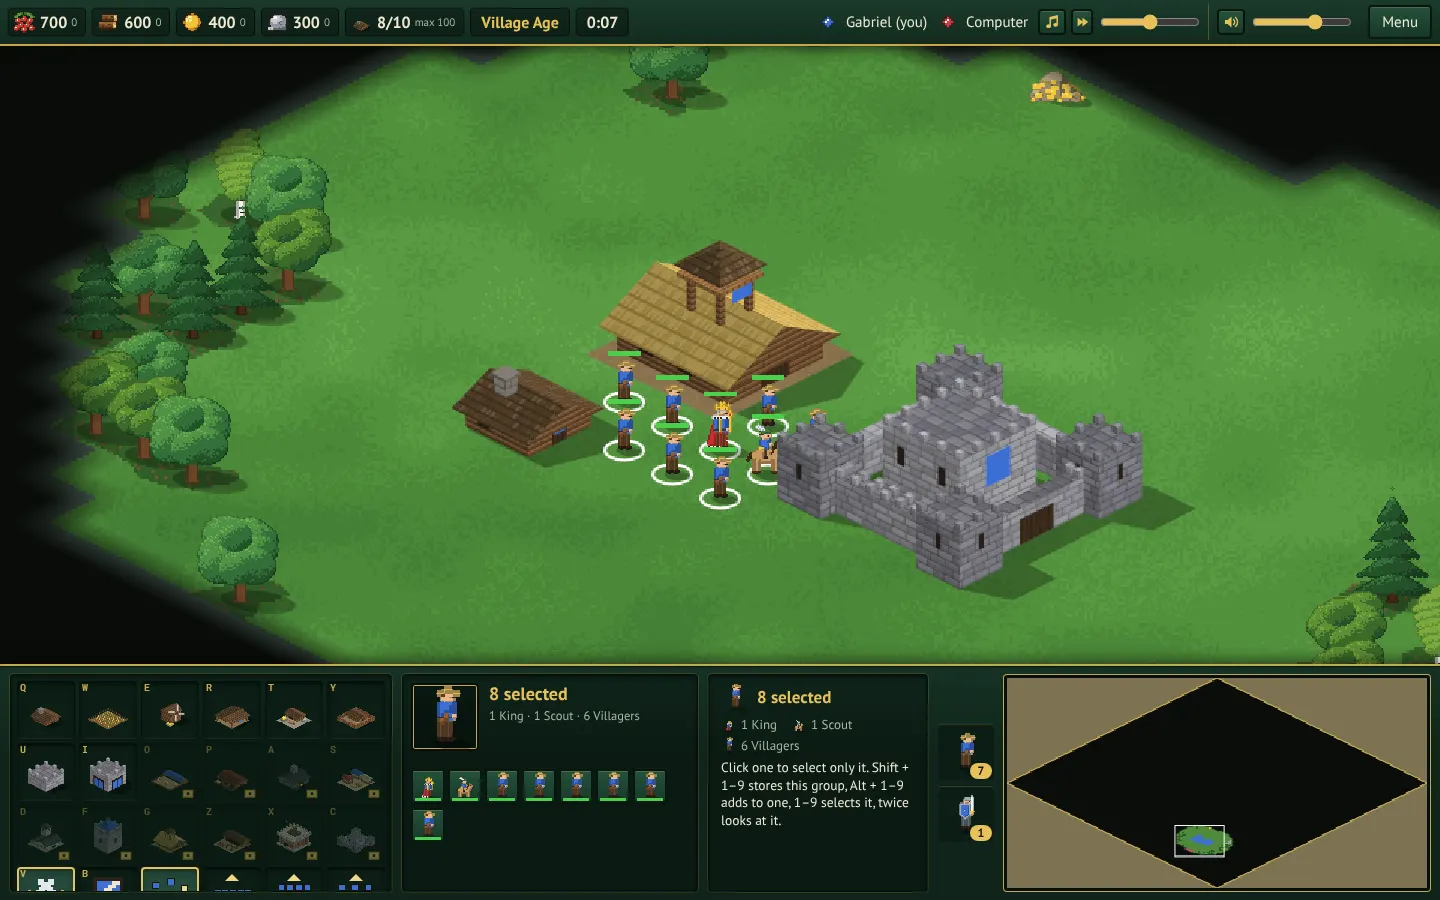 700 0
600 0
400 0
300 0
8/10 max 100
Village Age
0:07
Gabriel (you)
Computer
Menu
Q W E R T Y
U I O P A S
D F G Z X C
V B
8 selected
1 King · 1 Scout · 6 Villagers
8 selected
1 King
1 Scout
6 Villagers
Click one to select only it. Shift +
1–9 stores this group, Alt + 1–9
adds to one, 1–9 selects it, twice
looks at it.
7
1